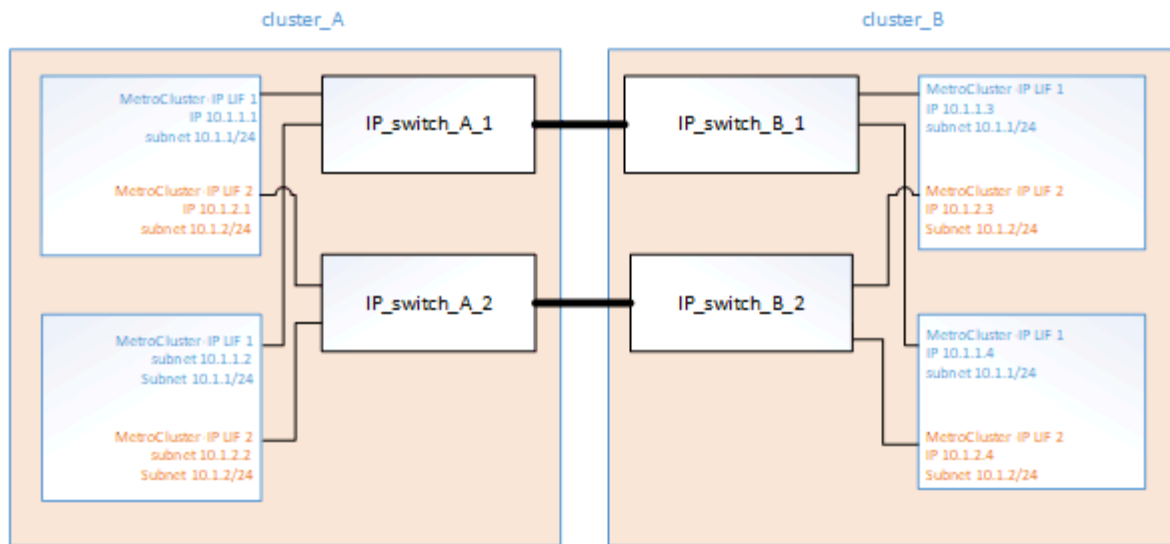 cluster_A
cluster_B
MetroCluster-IP LIF 1
IP 10.1.1.1
subnet 10.1.1/24
MetroCluster-IP LIF 2
IP 10.1.2.1
subnet 10.1.2/24
IP_switch_A_1
IP_switch_B_1
MetroCluster-IP LIF 1
IP 10.1.1.3
subnet 10.1.1/24
MetroCluster-IP LIF 2
IP 10.1.2.3
Subnet 10.1.2/24
MetroCluster-IP LIF 1
subnet 10.1.1.2
Subnet 10.1.1/24
MetroCluster-IP LIF 2
subnet 10.1.2.2
Subnet 10.1.2/24
IP_switch_A_2
IP_switch_B_2
MetroCluster-IP LIF 1
IP 10.1.1.4
subnet 10.1.1/24
MetroCluster-IP LIF 2
IP 10.1.2.4
Subnet 10.1.2/24